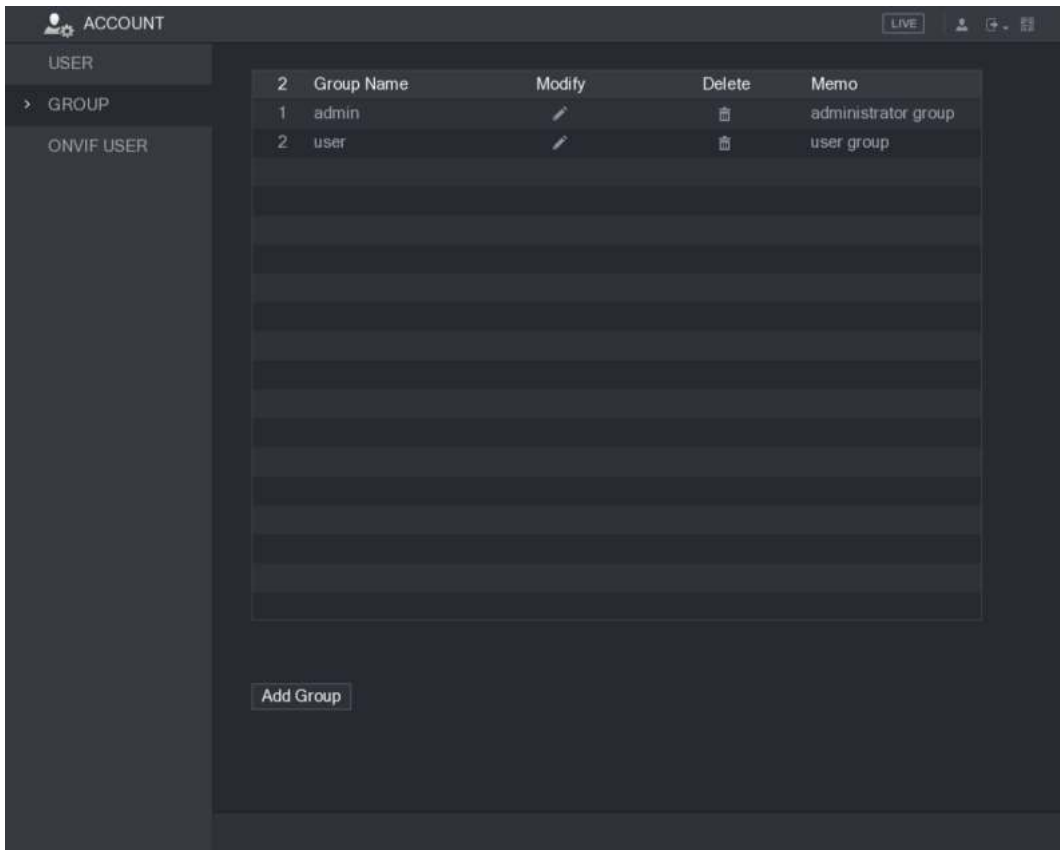 ACCOUNT LIVE
USER
GROUP
ONVIF USER
2 Group Name Modify Delete Memo
1 admin administrator group
2 user user group
Add Group